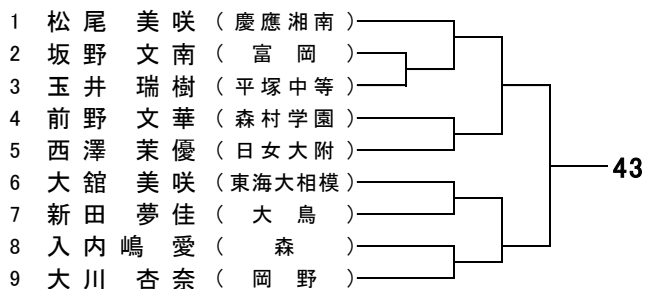 1 松尾 美咲 ( 慶應湘南 )
2 坂野 文南 ( 富岡 )
3 玉井 瑞樹 ( 平塚中等 )
4 前野 文華 ( 森村学園 )
5 西澤 茉優 ( 日女大附 )
6 大舘 美咲 ( 東海大相模 )
43
7 新田 夢佳 ( 大鳥 )
8 入内嶋 愛 ( 森 )
9 大川 杏奈 ( 岡野 )